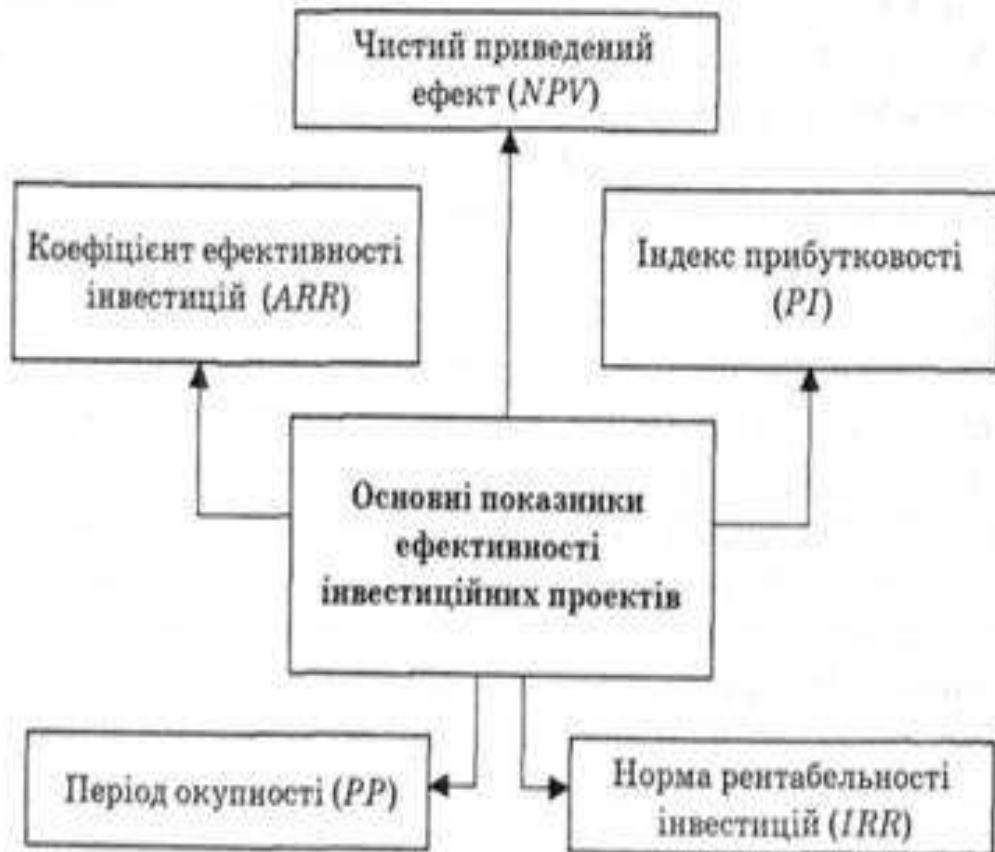 Чистий приведений
ефект (NPV)
Коефіцієнт ефективності
інвестицій (ARR)
Індекс прибутковості
(PI)
Основні показники
ефективності
інвестиційних проектів
Період окупності (PP)
Норма рентабельності
інвестицій (IRR)